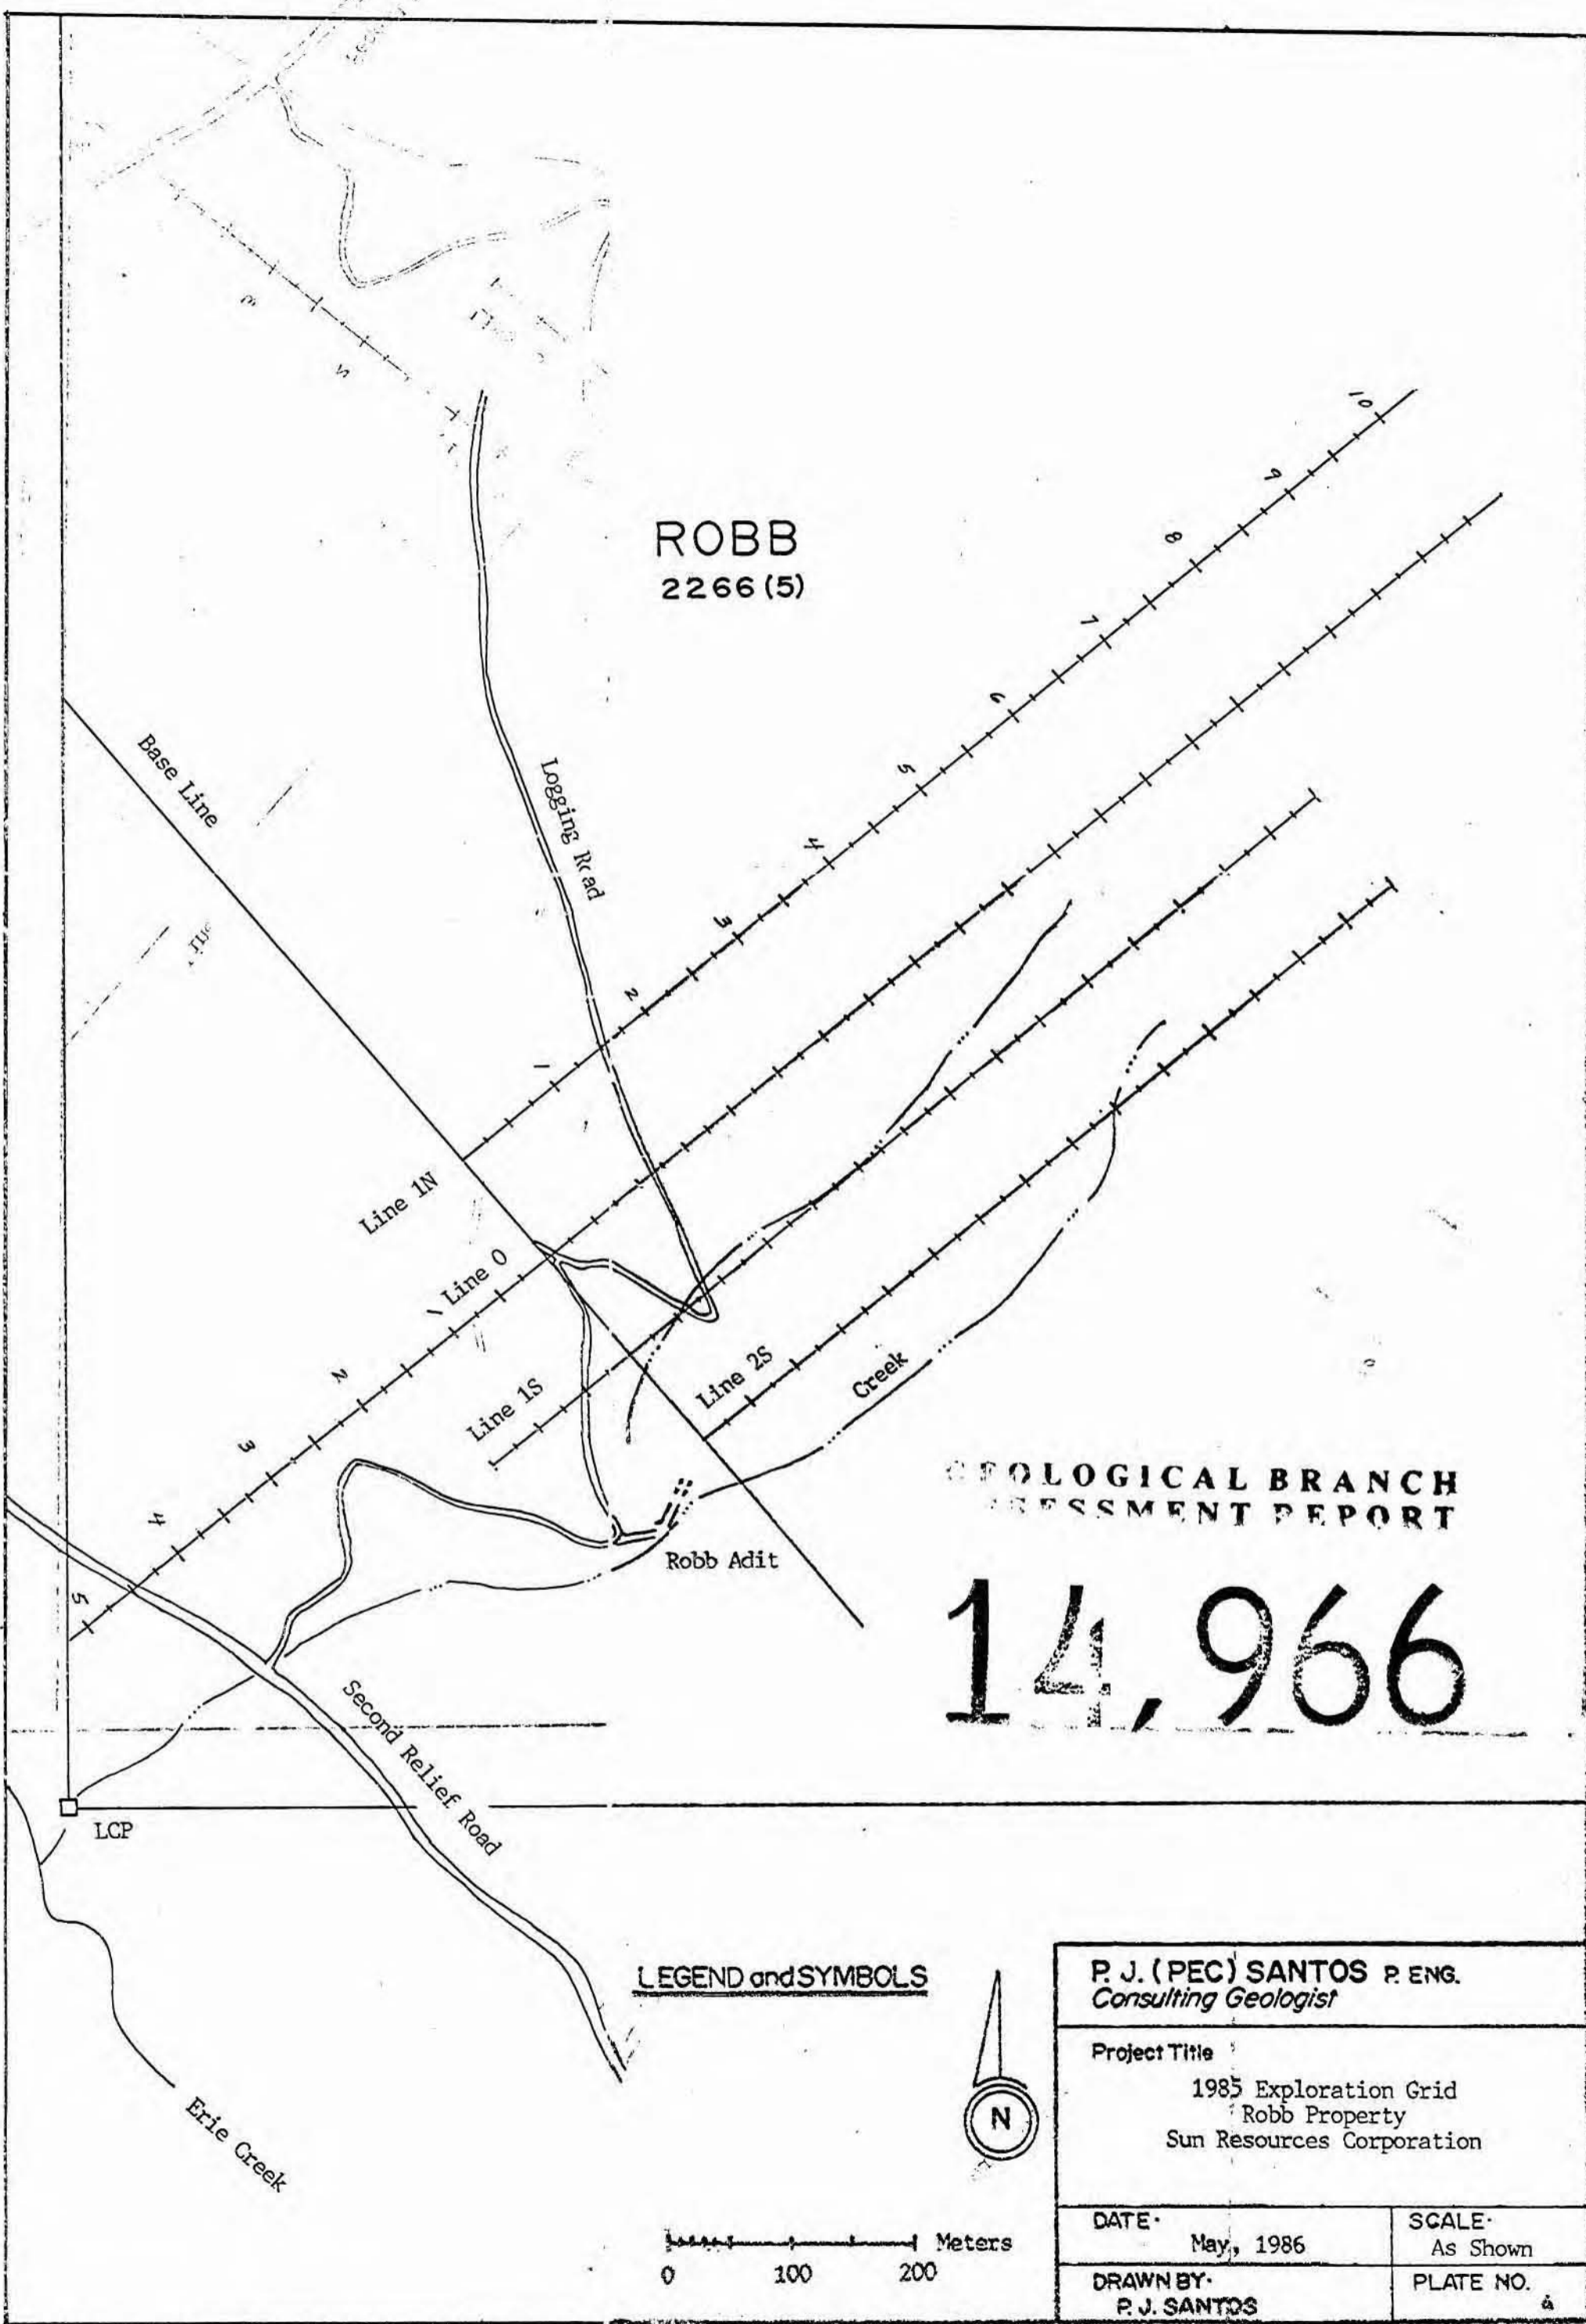 ROBB
2266 (5)
10
9
8
7
6
5
4
3
2
1
Base Line
Logging Road
Line 1N
Line 0
1
2
3
4
5
Line 1S
Line 2S
Creek
Robb Adit
GEOLOGICAL BRANCH
ASSESSMENT REPORT
14,966
Second Relief Road
LCP
Erie Creek
LEGEND and SYMBOLS
N
Meters
0 100 200
P. J. (PEC) SANTOS P. ENG.
Consulting Geologist
Project Title
1985 Exploration Grid
Robb Property
Sun Resources Corporation
DATE·
May, 1986
SCALE·
As Shown
DRAWN BY·
P. J. SANTOS
PLATE NO.